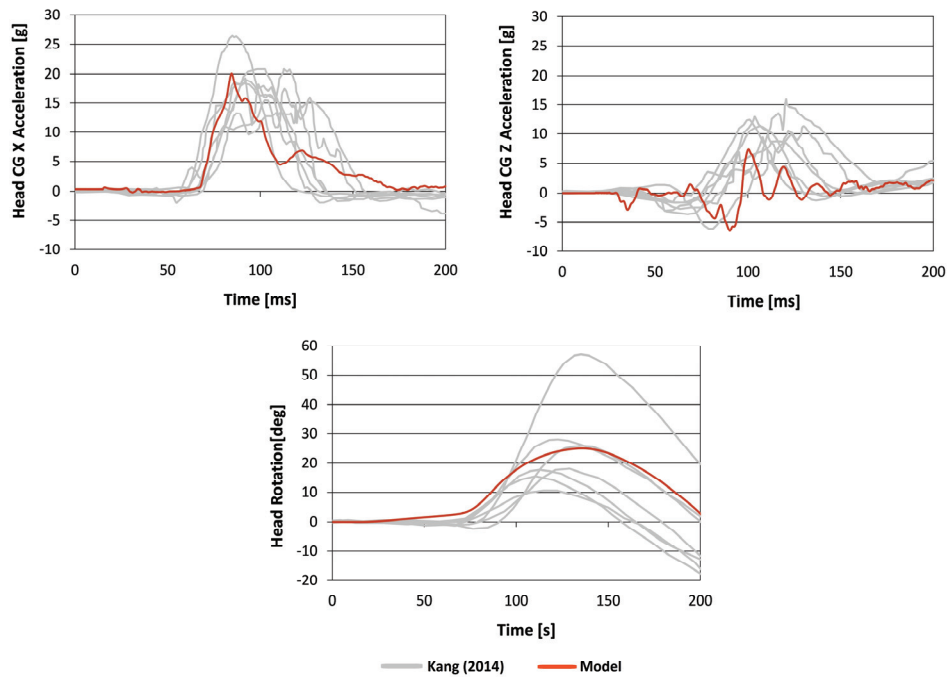 Head CG X Acceleration [g]
30
25
20
15
10
5
0
-5
-10
0 50 100 150 200
TIme [ms]
Head CG Z Acceleration [g]
30
25
20
15
10
5
0
-5
-10
0 50 100 150 200
Time [ms]
Head Rotation[deg]
60
50
40
30
20
10
0
-10
-20
0 50 100 150 200
Time [s]
Kang (2014) Model